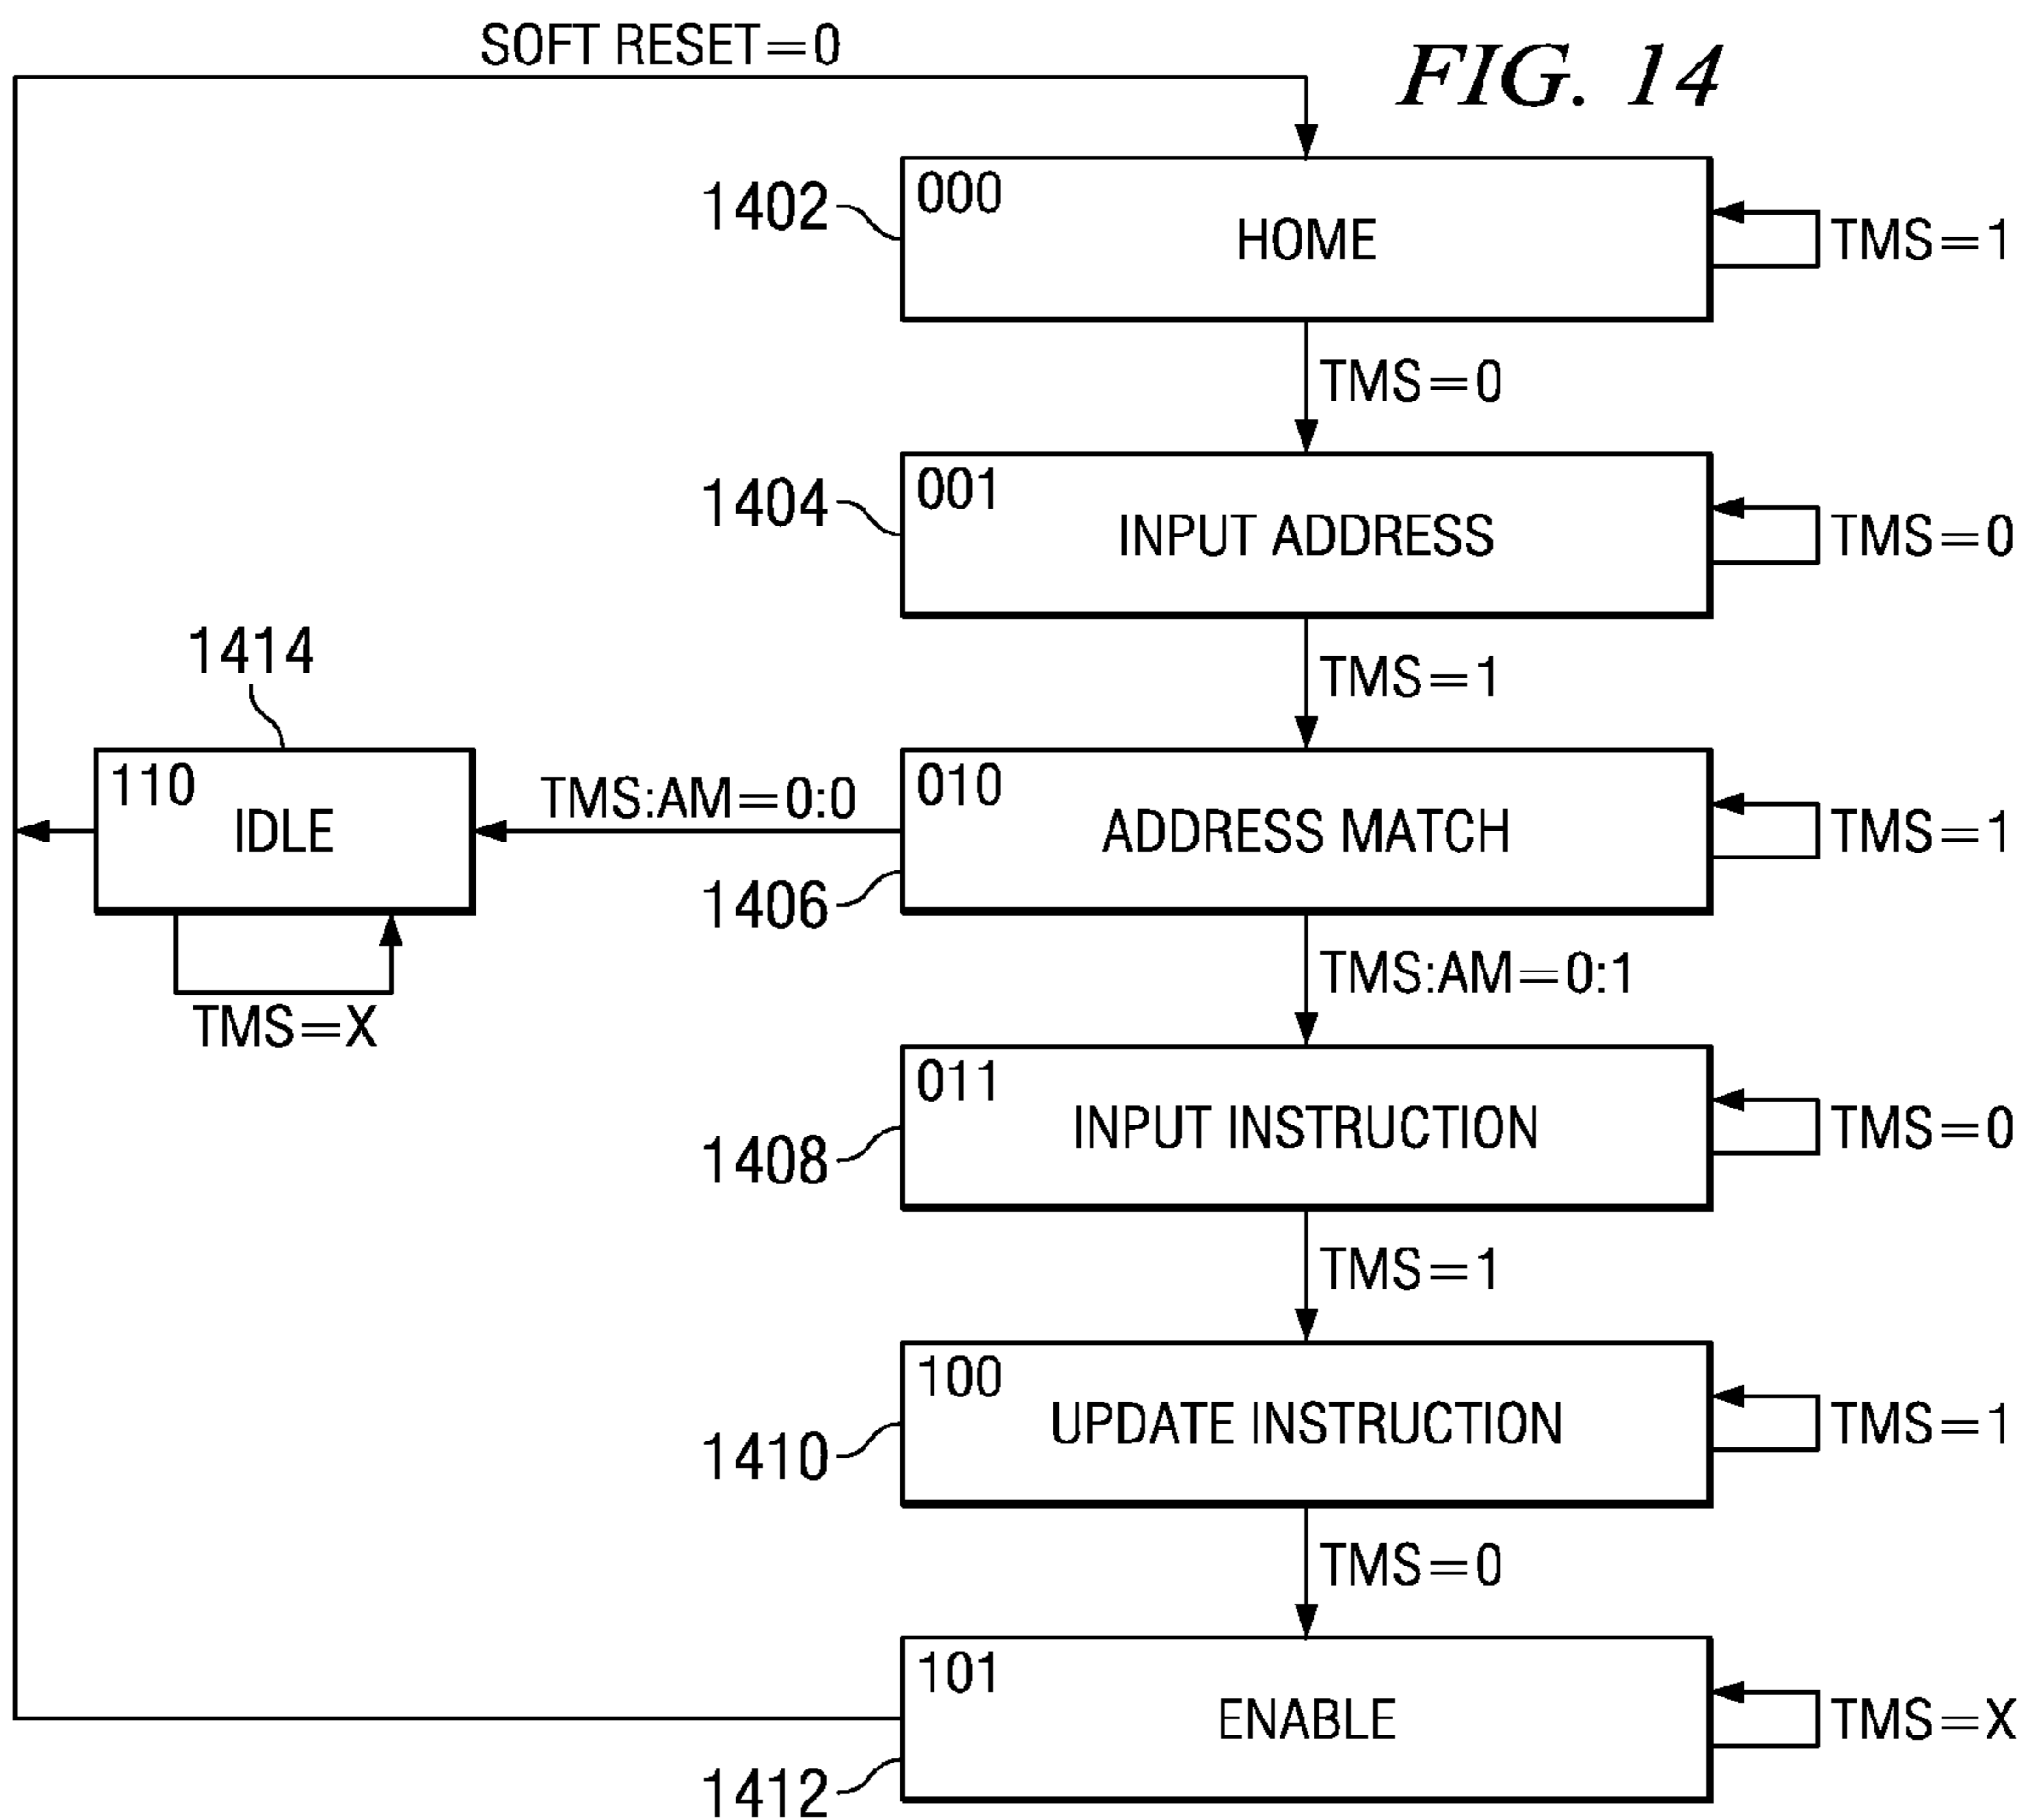 SOFT RESET=0
FIG. 14
1402
000
HOME
TMS=1
TMS=0
1404
001
INPUT ADDRESS
TMS=0
TMS=1
1414
110
IDLE
TMS=X
TMS:AM=0:0
010
ADDRESS MATCH
1406
TMS=1
TMS:AM=0:1
011
INPUT INSTRUCTION
1408
TMS=0
TMS=1
100
UPDATE INSTRUCTION
1410
TMS=1
TMS=0
101
ENABLE
1412
TMS=X